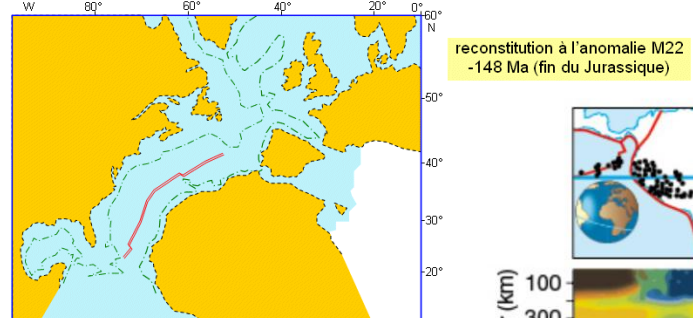 W 80° 60° 40° 20° 0° 60°
N
50°
40°
30°
20°
reconstitution à l'anomalie M22
-148 Ma (fin du Jurassique)
100
300
(km)